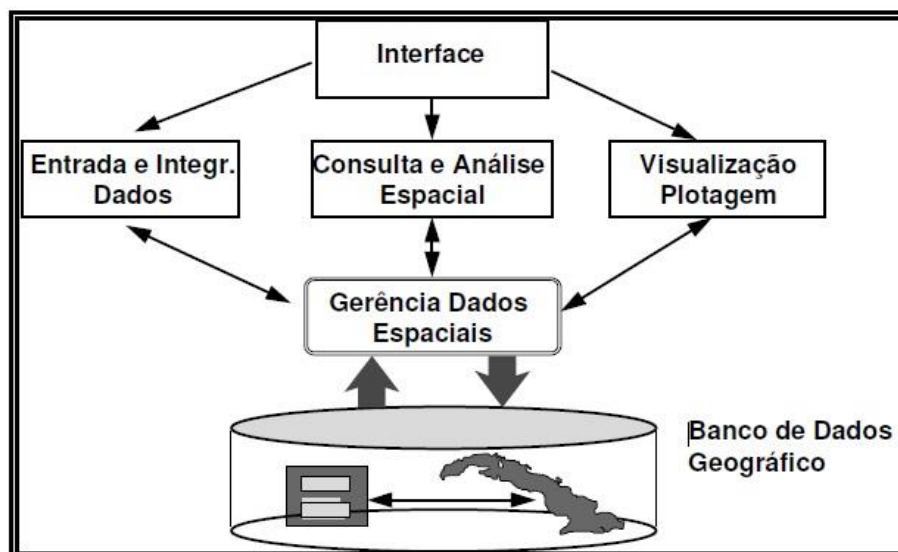 Interface
Entrada e Integr.
Dados
Consulta e Análise
Espacial
Visualização
Plotagem
Gerência Dados
Espaciais
Banco de Dados
Geográfico